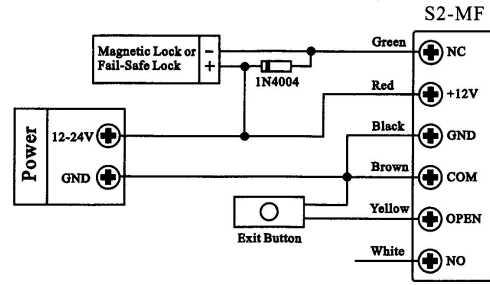 S2-MF
Magnetic Lock or
Fail-Safe Lock
−
+
1N4004
Green
NC
Red
+12V
Power
12-24V
GND
Black
GND
Brown
COM
Yellow
OPEN
Exit Button
White
NO